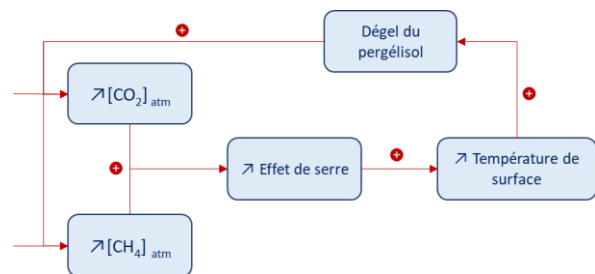 +
Dégel du
pergélisol
↗[CO₂] atm
+
+
↗ Effet de serre
+
↗ Température de
surface
↗[CH₄] atm